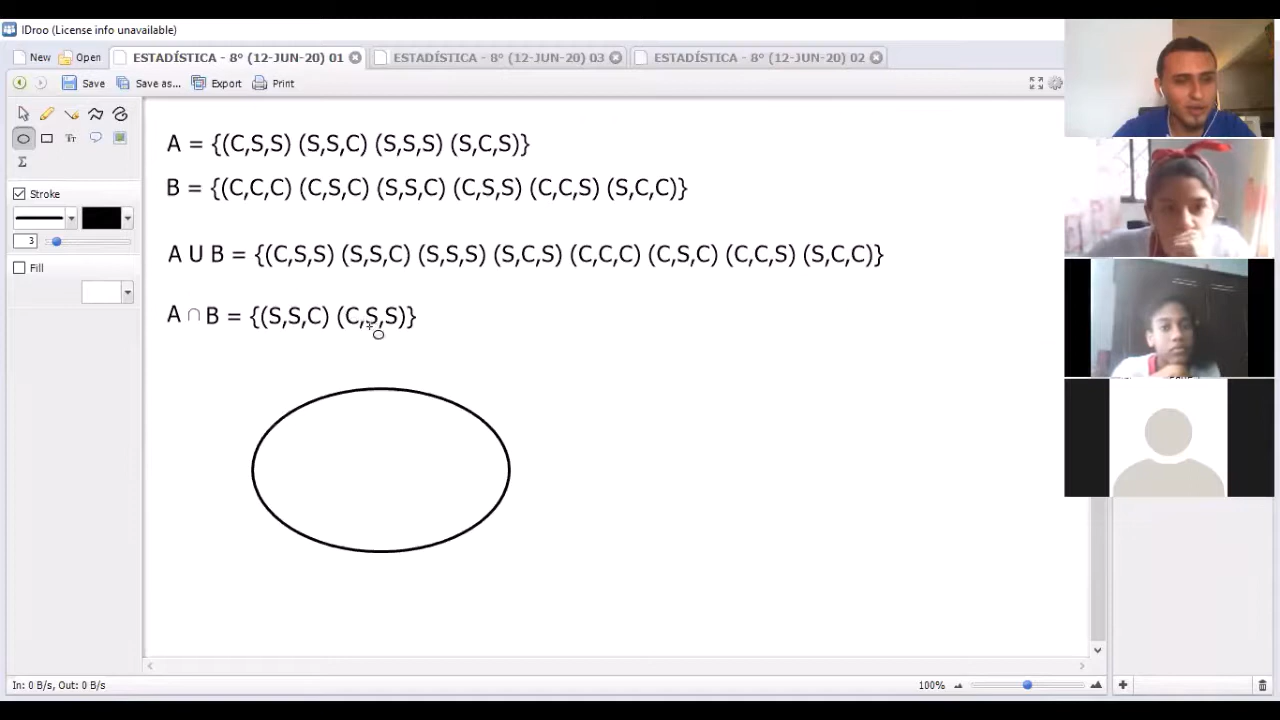 IDroo (License info unavailable)
New Open ESTADÍSTICA - 8º (12-JUN-20) 01 ESTADÍSTICA - 8º (12-JUN-20) 03 ESTADÍSTICA - 8º (12-JUN-20) 02
Save Save as... Export Print
A = {(C,S,S) (S,S,C) (S,S,S) (S,C,S)}
B = {(C,C,C) (C,S,C) (S,S,C) (C,S,S) (C,C,S) (S,C,C)}
Stroke
3
A U B = {(C,S,S) (S,S,C) (S,S,S) (S,C,S) (C,C,C) (C,S,C) (C,C,S) (S,C,C)}
Fill
A ∩ B = {(S,S,C) (C,S,S)}
In: 0 B/s, Out: 0 B/s 100%